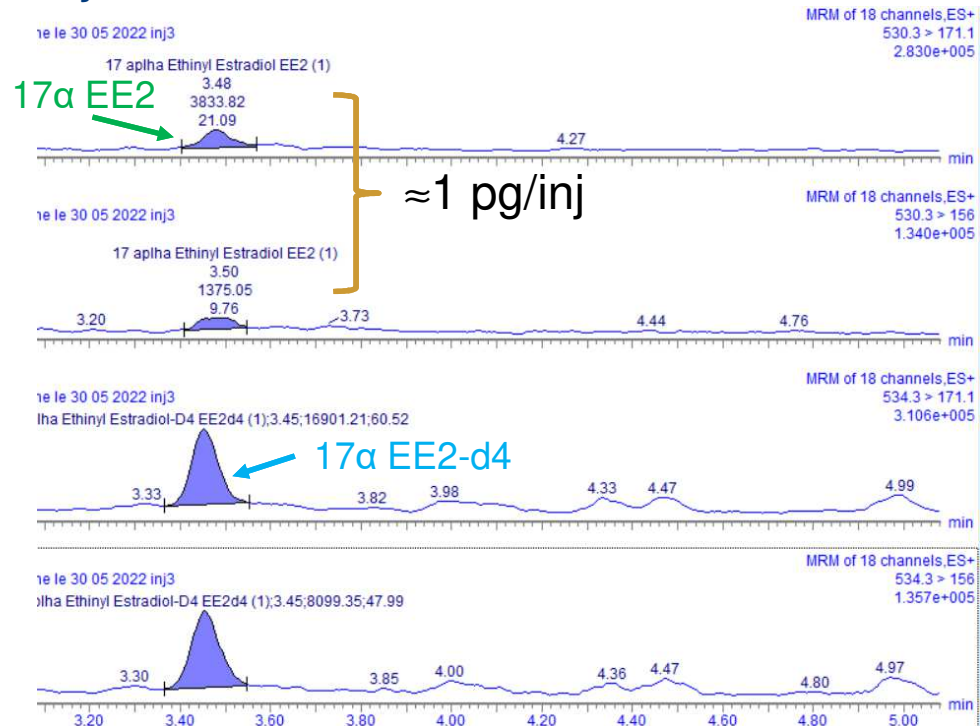 MRM of 18 channels,ES+
ne le 30 05 2022 inj3
530.3 > 171.1
2.830e+005
17 aplha Ethinyl Estradiol EE2 (1)
3.48
3833.82
21.09
17α EE2
4.27
min
≈1 pg/inj
MRM of 18 channels,ES+
ne le 30 05 2022 inj3
530.3 > 156
1.340e+005
17 aplha Ethinyl Estradiol EE2 (1)
3.50
1375.05
9.76
3.20 3.73 4.44 4.76
min
MRM of 18 channels,ES+
ne le 30 05 2022 inj3
534.3 > 171.1
3.106e+005
lha Ethinyl Estradiol-D4 EE2d4 (1);3.45;16901.21;60.52
17α EE2-d4
3.33 3.82 3.98 4.33 4.47 4.99
min
MRM of 18 channels,ES+
ne le 30 05 2022 inj3
534.3 > 156
1.357e+005
lha Ethinyl Estradiol-D4 EE2d4 (1);3.45;8099.35;47.99
3.30 3.85 4.00 4.36 4.47 4.80 4.97
min
3.20 3.40 3.60 3.80 4.00 4.20 4.40 4.60 4.80 5.00